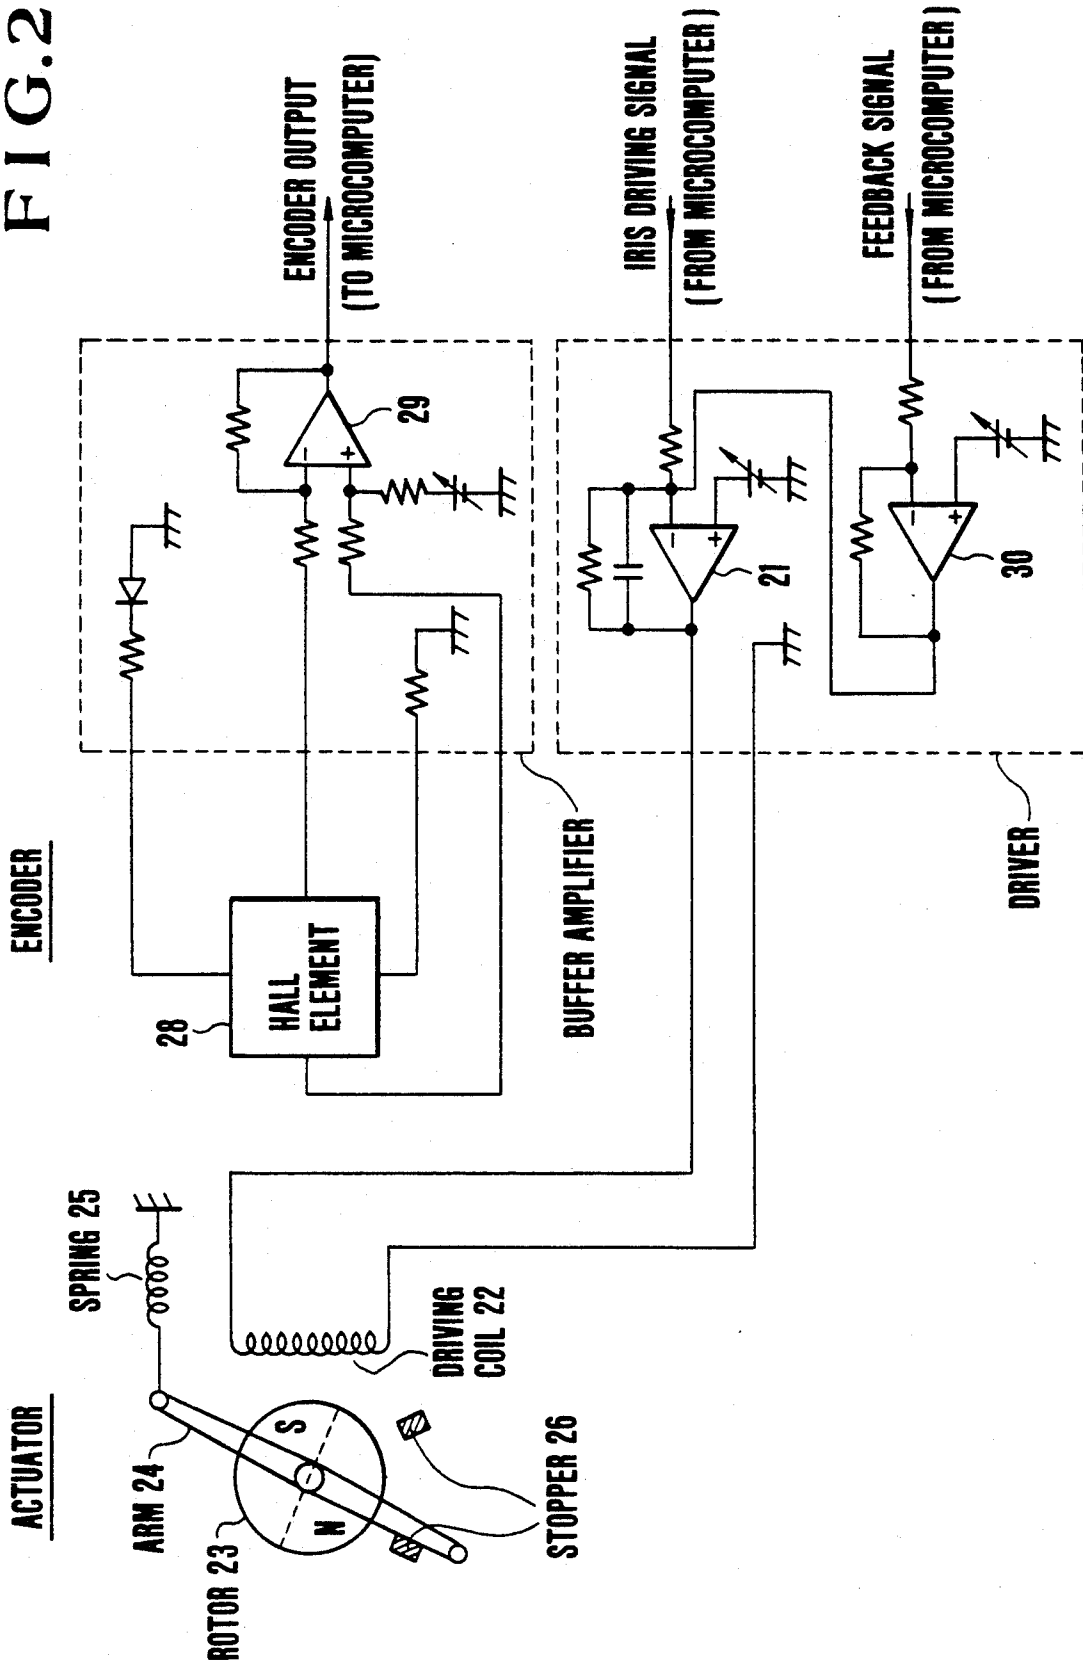 FIG.2
ACTUATOR
ENCODER
ROTOR 23
ARM 24
SPRING 25
S
N
STOPPER 26
DRIVING
COIL 22
28
HALL
ELEMENT
BUFFER AMPLIFIER
29
-
+
ENCODER OUTPUT
(TO MICROCOMPUTER)
IRIS DRIVING SIGNAL
(FROM MICROCOMPUTER)
21
-
+
FEEDBACK SIGNAL
(FROM MICROCOMPUTER)
30
-
+
DRIVER